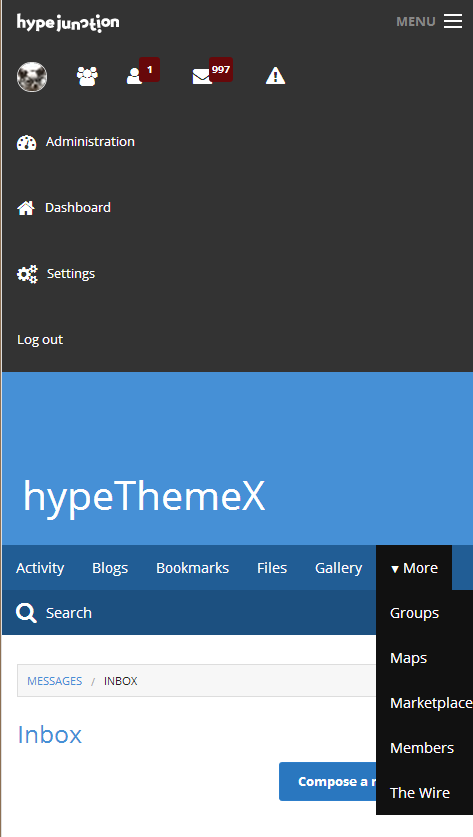 hypejunction
MENU
1
997
Administration
Dashboard
Settings
Log out
hypeThemeX
Activity Blogs Bookmarks Files Gallery ▾ More
Search
Groups
Maps
Marketplace
Members
The Wire
MESSAGES / INBOX
Inbox
Compose a